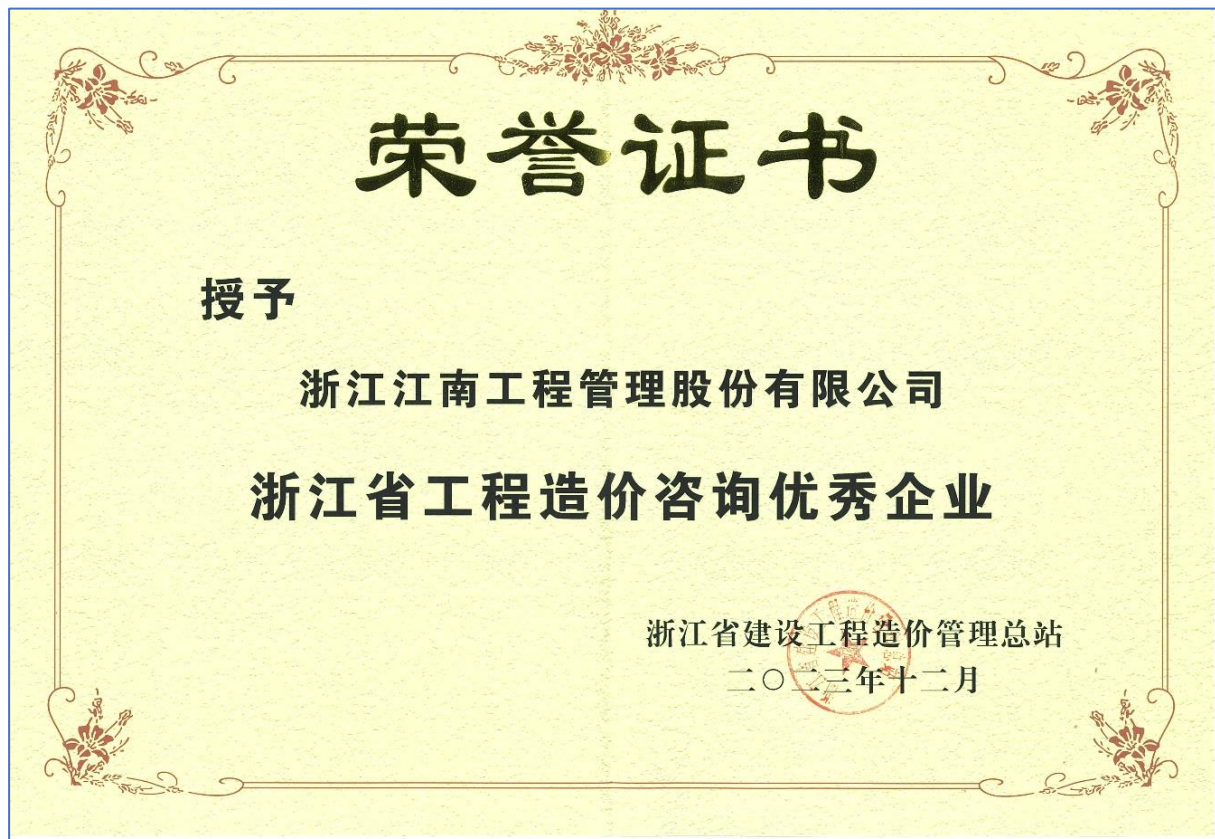 荣誉证书
授予
浙江江南工程管理股份有限公司
浙江省工程造价咨询优秀企业
浙江省建设工程造价管理总站
二〇二三年十二月